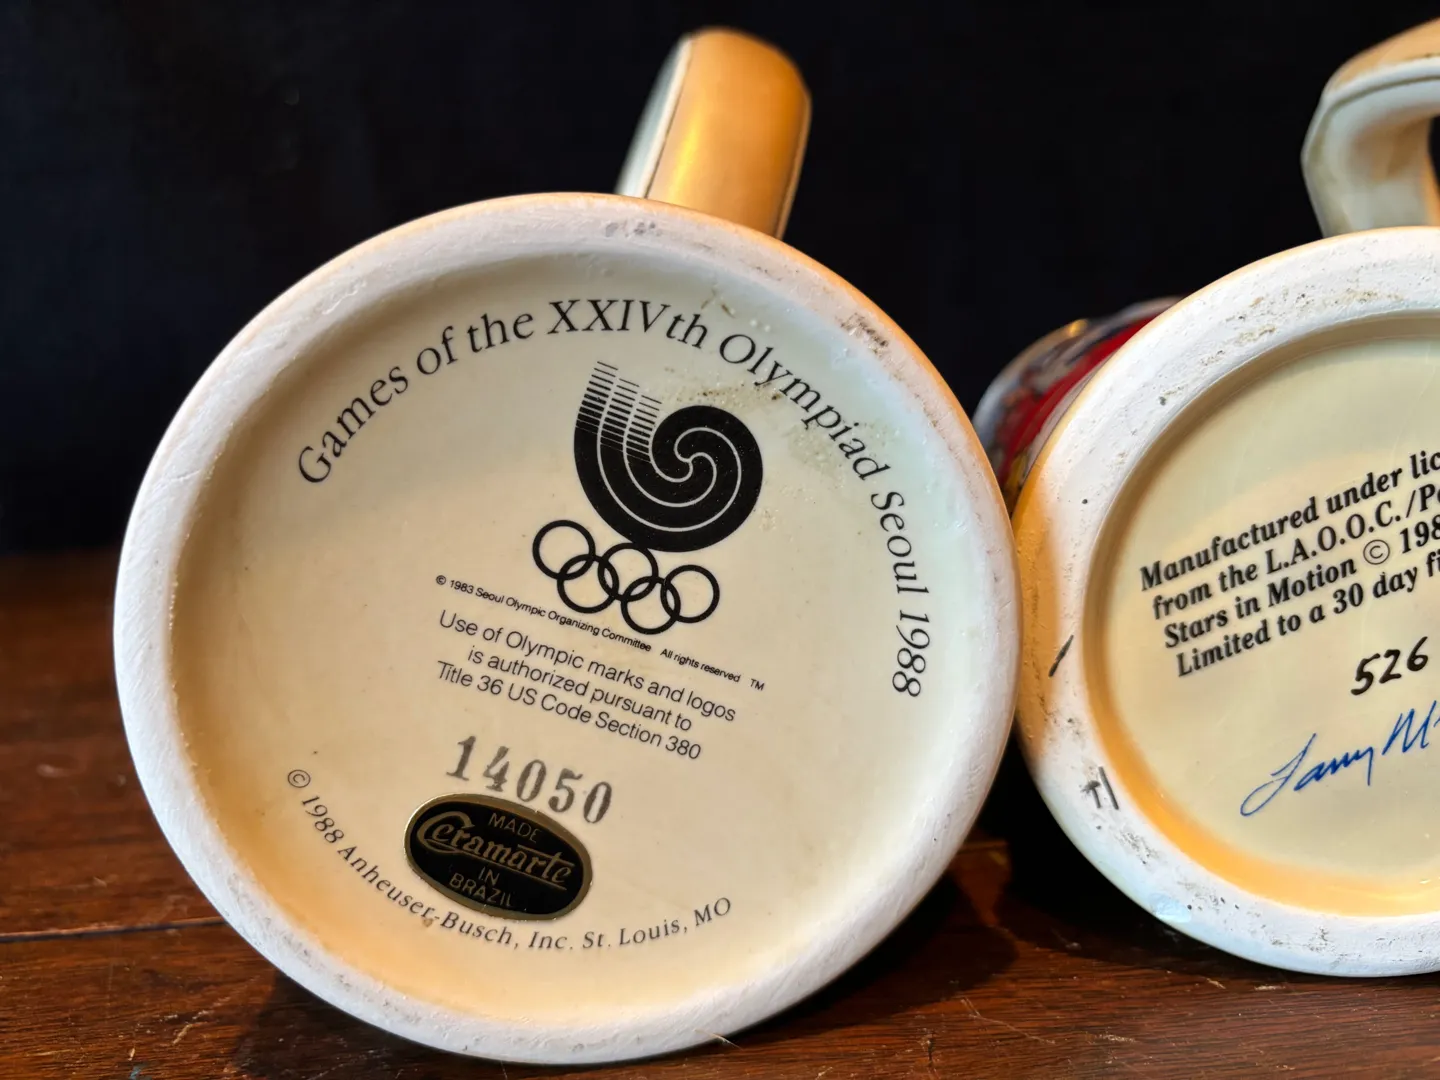 Games of the XXIVth Olympiad Seoul 1988
© 1983 Seoul Olympic Organizing Committee All rights reserved TM
Use of Olympic marks and logos
is authorized pursuant to
Title 36 US Code Section 380
14050
MADE
Ceramarte
IN
BRAZIL
© 1988 Anheuser-Busch, Inc. St. Louis, MO
Manufactured under
from the L.A.O.O.C./
Stars in Motion ©
Limited to a 30 day
526
Larry